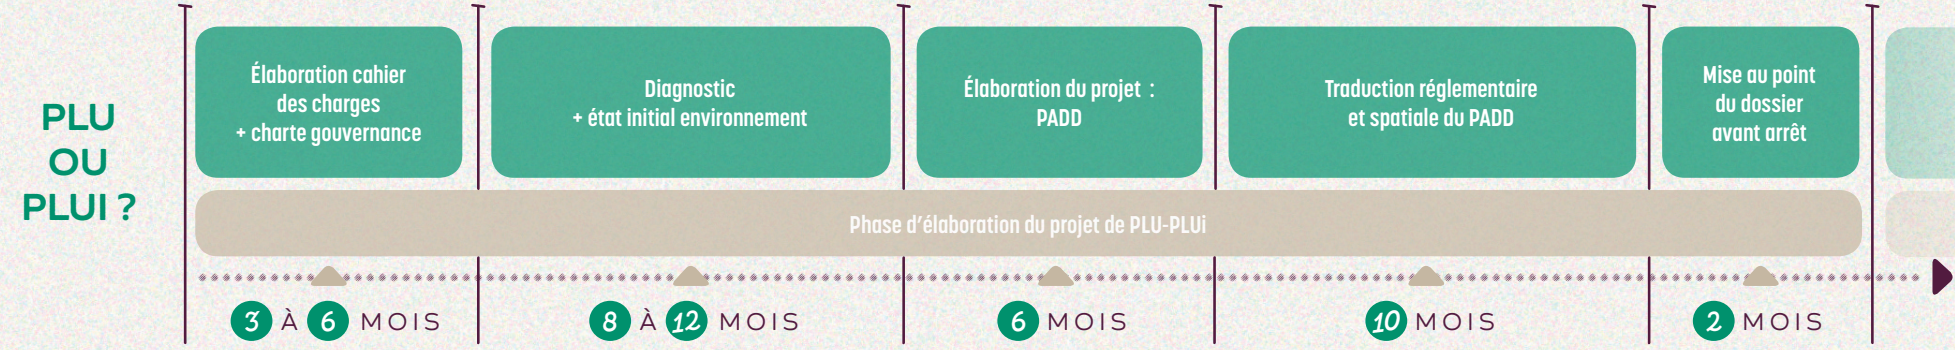 PLU
OU
PLUI ?
Élaboration cahier
des charges
+ charte gouvernance
Diagnostic
+ état initial environnement
Élaboration du projet :
PADD
Traduction réglementaire
et spatiale du PADD
Mise au point
du dossier
avant arrêt
Phase d’élaboration du projet de PLU-PLUi
3 À 6 MOIS
8 À 12 MOIS
6 MOIS
10 MOIS
2 MOIS